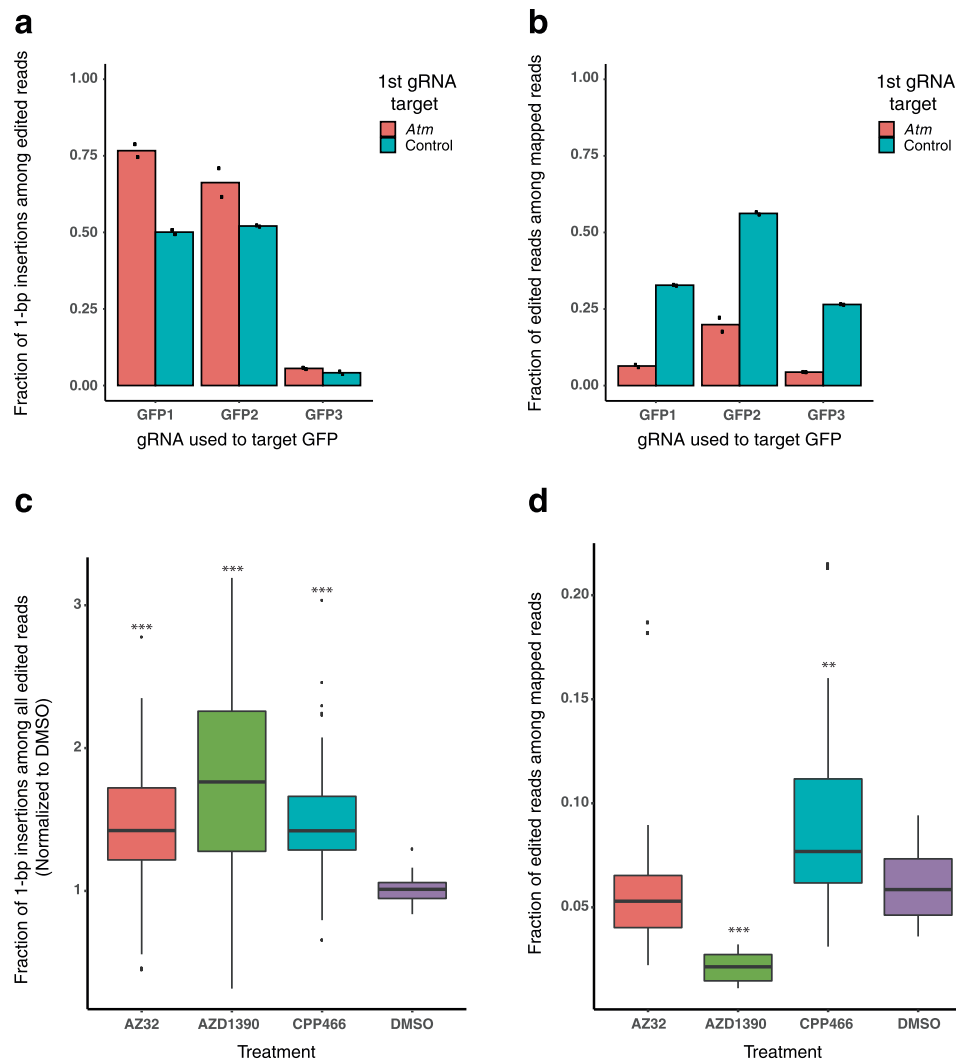 a
Fraction of 1-bp insertions among edited reads
1.00
0.75
0.50
0.25
0.00
1st gRNA
target
Atm
Control
GFP1 GFP2 GFP3
gRNA used to target GFP
b
Fraction of edited reads among mapped reads
1.00
0.75
0.50
0.25
0.00
1st gRNA
target
Atm
Control
GFP1 GFP2 GFP3
gRNA used to target GFP
c
Fraction of 1-bp insertions among all edited reads
(Normalized to DMSO)
3
2
1
***
***
***
AZ32 AZD1390 CPP466 DMSO
Treatment
d
Fraction of edited reads among mapped reads
0.20
0.15
0.10
0.05
**
***
AZ32 AZD1390 CPP466 DMSO
Treatment